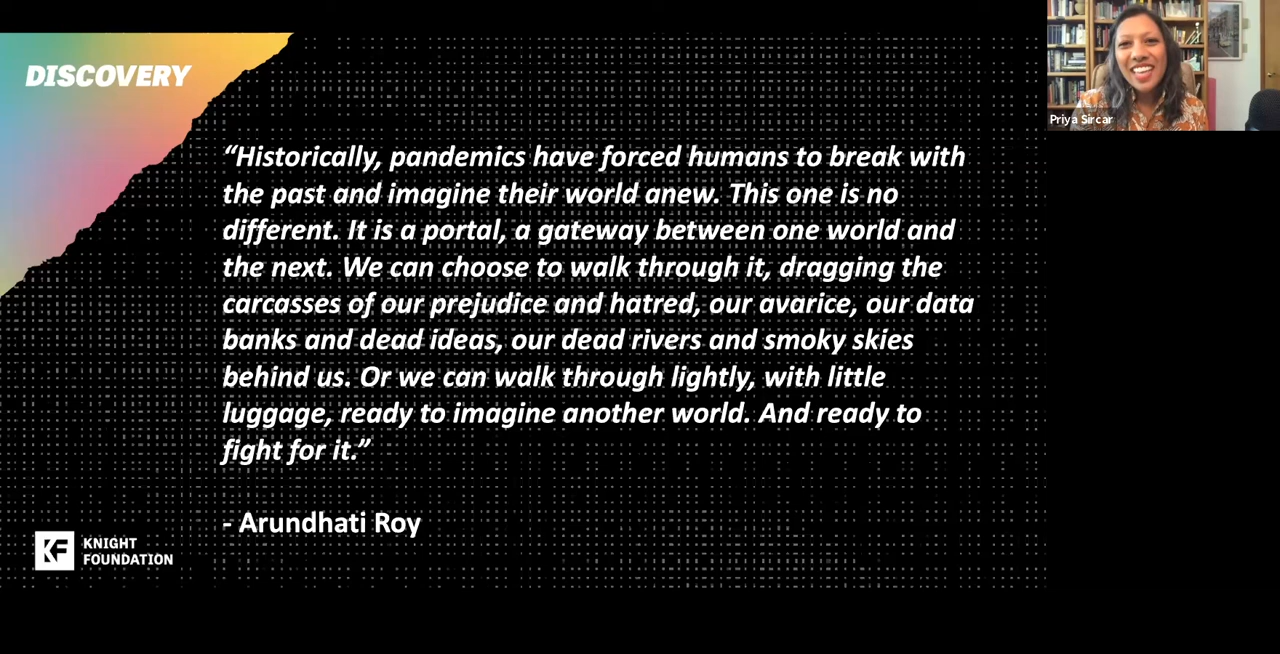 DISCOVERY
Priya Sircar
“Historically, pandemics have forced humans to break with
the past and imagine their world anew. This one is no
different. It is a portal, a gateway between one world and
the next. We can choose to walk through it, dragging the
carcasses of our prejudice and hatred, our avarice, our data
banks and dead ideas, our dead rivers and smoky skies
behind us. Or we can walk through lightly, with little
luggage, ready to imagine another world. And ready to
fight for it.”
- Arundhati Roy
KF
KNIGHT
FOUNDATION